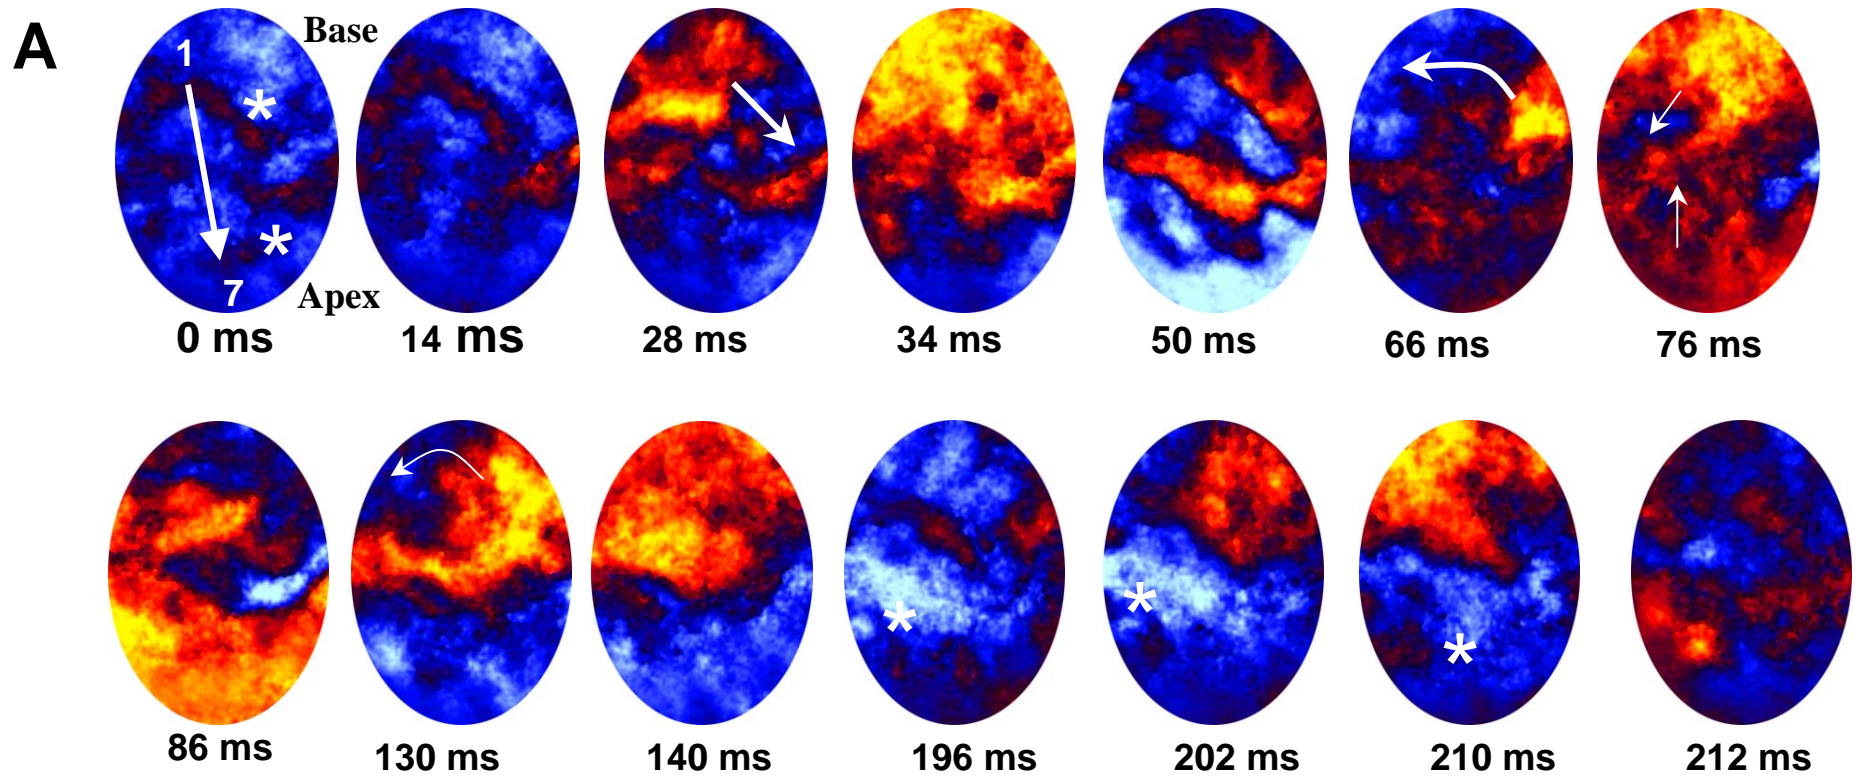 A
Base
1
*
*
7
Apex
0 ms
14 ms
28 ms
34 ms
50 ms
66 ms
76 ms
*
*
*
86 ms
130 ms
140 ms
196 ms
202 ms
210 ms
212 ms